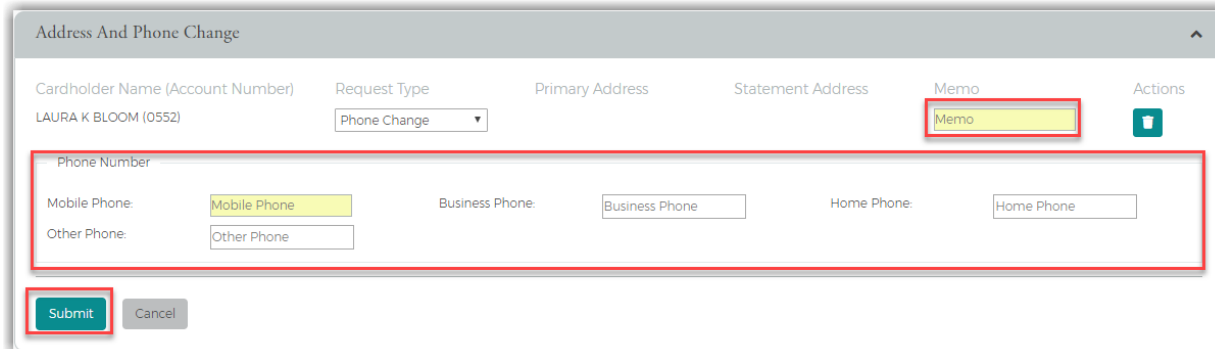 Address And Phone Change
Cardholder Name (Account Number) Request Type Primary Address Statement Address Memo Actions
LAURA K BLOOM (0552) Phone Change Memo
Phone Number
Mobile Phone: Mobile Phone Business Phone: Business Phone Home Phone: Home Phone
Other Phone: Other Phone
Submit Cancel